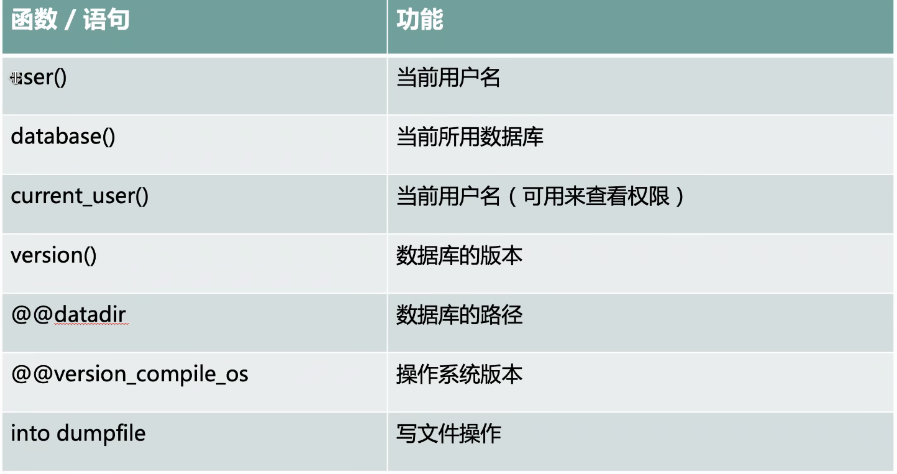 函数 / 语句 功能
user() 当前用户名
database() 当前所用数据库
current_user() 当前用户名（可用来查看权限）
version() 数据库的版本
@@datadir 数据库的路径
@@version_compile_os 操作系统版本
into dumpfile 写文件操作